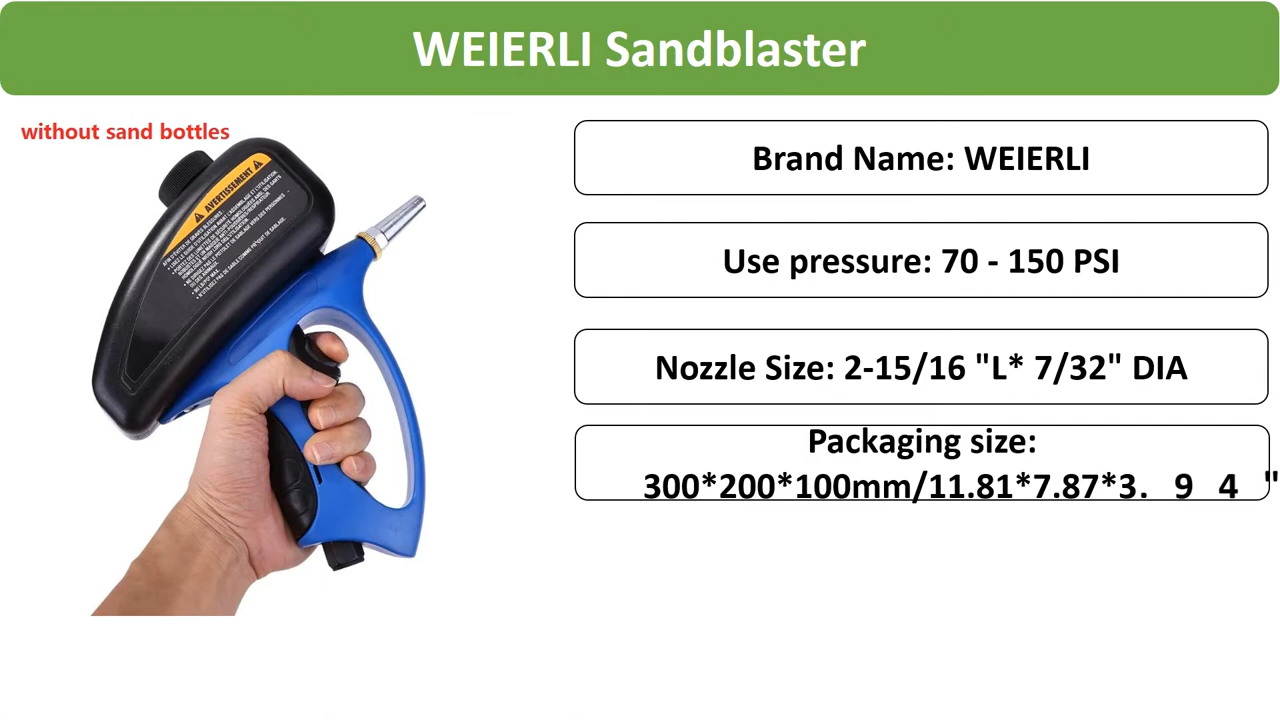 WEIERLI Sandblaster
without sand bottles
AVERTISSEMENT
Brand Name: WEIERLI
Use pressure: 70 - 150 PSI
Nozzle Size: 2-15/16 "L* 7/32" DIA
Packaging size:
300*200*100mm/11.81*7.87*3. 9 4 "